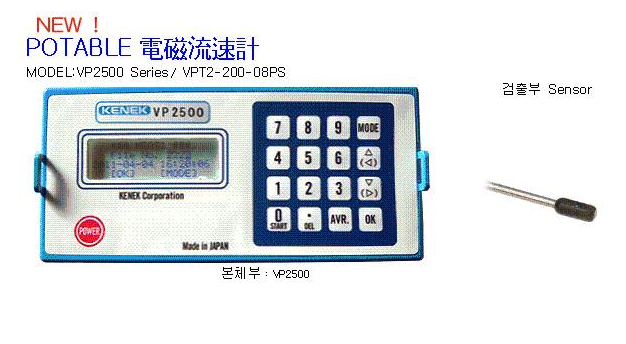 NEW !
POTABLE 電磁流速計
MODEL:VP2500 Series/ VPT2-200-08PS
검출부 Sensor
KENEK VP2500
7 8 9 MODE
4 5 6 △ (◁)
[OK] [MODE]
1 2 3 ▽ (▷)
KENEK Corporation
0 START · DEL AVR. OK
POWER
Made in JAPAN
본체부 : VP2500